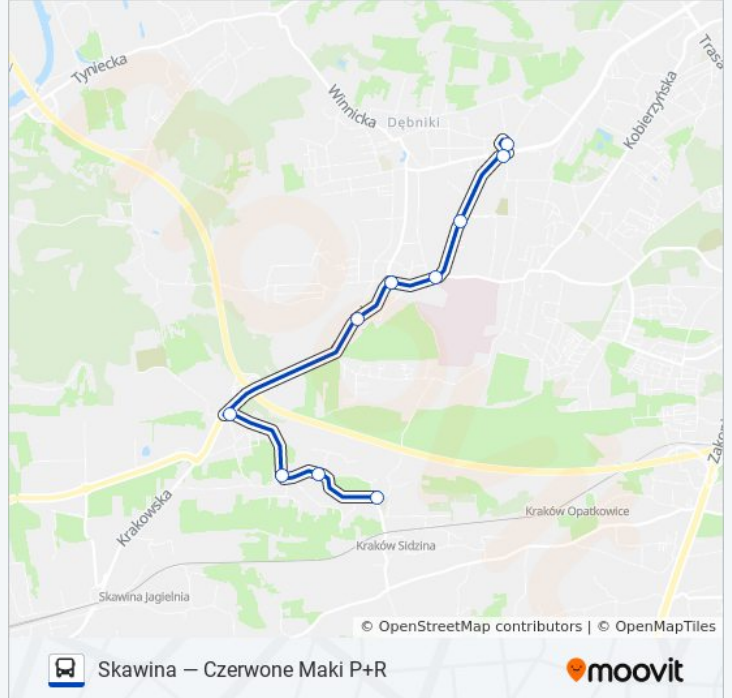 Tyniecka
Trasa
Winnicka
Dębniki
Kobierzyńska
Zakop
Krakowska
Kraków Opatkowice
Kraków Sidzina
Skawina Jagielnia
© OpenStreetMap contributors | © OpenMapTiles
Skawina — Czerwone Maki P+R
moovit